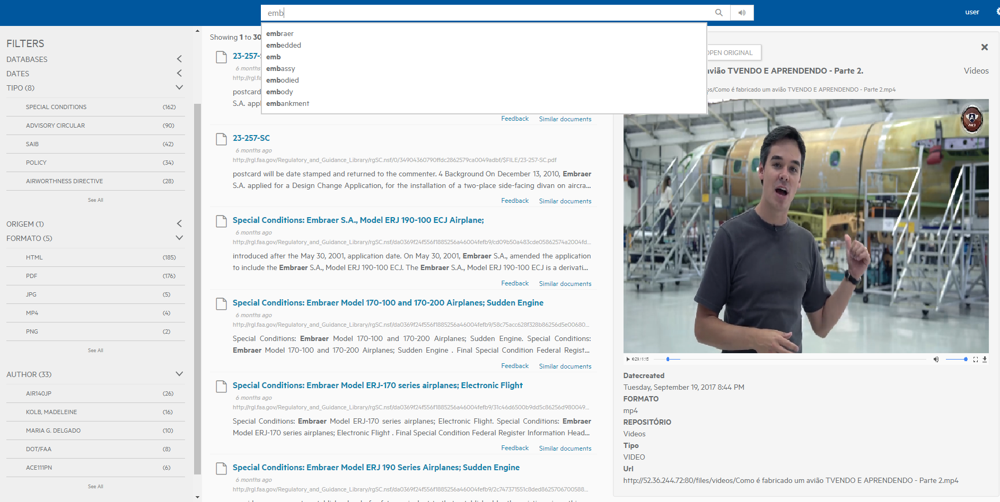 emb
user
embraer
embedded
emb
embassy
embodied
embody
embankment
FILTERS
DATABASES
DATES
TIPO (8)
SPECIAL CONDITIONS (162)
ADVISORY CIRCULAR (90)
SAIB (42)
POLICY (34)
AIRWORTHNESS DIRECTIVE (28)
See All
ORIGEM (1)
FORMATO (5)
HTML (185)
PDF (176)
JPG (5)
MP4 (4)
PNG (2)
See All
AUTHOR (33)
AIR140JP (26)
KOLB, MADELEINE (16)
MARIA G. DELGADO (10)
DOT/FAA (8)
ACE111PN (6)
See All
Showing 1 to 30
23-257-
6 months
http://rgl.fa
postcard
S.A. appl
Feedback Similar documents
23-257-SC
6 months ago
http://rgl.faa.gov/Regulatory_and_Guidance_Library/rgSC.nsf/0/34904360790ffdc2862579ca0049adbf/$FILE/23-257-SC.pdf
postcard will be date stamped and returned to the commenter. 4 Background On December 13, 2010, Embraer
S.A. applied for a Design Change Application, for the installation of a two-place side-facing divan on aircra...
Feedback Similar documents
Special Conditions: Embraer S.A., Model ERJ 190-100 ECJ Airplane;
6 months ago
http://rgl.faa.gov/Regulatory_and_Guidance_Library/rgSC.nsf/da0369f24f556f1885256a46004fefb9/cd09b50a483cde05862574a2004fd...
introduced after the May 30, 2001, application date. On May 30, 2001, Embraer S.A., amended the application
to include the Embraer S.A., Model ERJ 190-100 ECJ. The Embraer S.A., Model ERJ 190-100 ECJ is a derivati...
Feedback Similar documents
Special Conditions: Embraer Model 170-100 and 170-200 Airplanes; Sudden Engine
6 months ago
http://rgl.faa.gov/Regulatory_and_Guidance_Library/rgSC.nsf/da0369f24f556f1885256a46004fefb9/58c75acc628f328b86256d5e00680...
Special Conditions: Embraer Model 170-100 and 170-200 Airplanes; Sudden Engine. Special Conditions:
Embraer Model 170-100 and 170-200 Airplanes; Sudden Engine . Final Special Condition Federal Regist...
Feedback Similar documents
Special Conditions: Embraer Model ERJ-170 series airplanes; Electronic Flight
6 months ago
http://rgl.faa.gov/Regulatory_and_Guidance_Library/rgSC.nsf/da0369f24f556f1885256a46004fefb9/31c46d6500b9dd5c86256d980049...
Special Conditions: Embraer Model ERJ-170 series airplanes; Electronic Flight. Special Conditions: Embraer
Model ERJ-170 series airplanes; Electronic Flight . Final Special Condition Federal Register Information Head...
Feedback Similar documents
Special Conditions: Embraer Model ERJ 190 Series Airplanes; Sudden Engine
6 months ago
http://rgl.faa.gov/Regulatory_and_Guidance_Library/rgSC.nsf/da0369f24f556f1885256a46004fefb9/2c747371551c8ded8625706700588...
PEN ORIGINAL
vião TVENDO E APRENDENDO - Parte 2.
Videos
s/Como é fabricado um avião TVENDO E APRENDENDO - Parte 2.mp4
0:29 / 9:15
Datecreated
Tuesday, September 19, 2017 8:44 PM
FORMATO
mp4
REPOSITÓRIO
Videos
Tipo
VIDEO
Url
http://52.36.244.72:80/files/videos/Como é fabricado um avião TVENDO E APRENDENDO - Parte 2.mp4